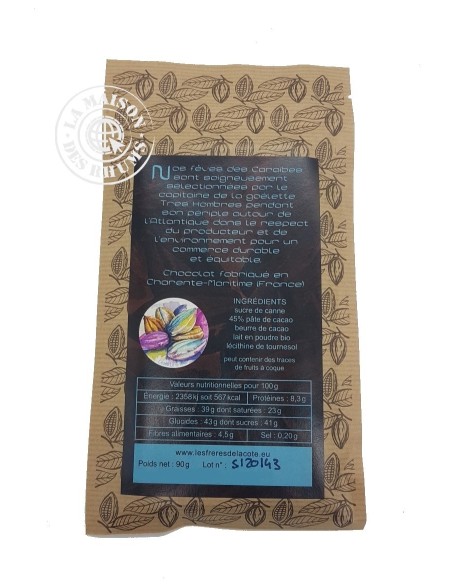 LA MAISON
DES RHUMS
Nos fèves des Caraïbes
sont soigneusement
sélectionnées par le
capitaine de la goëlette
Tres Hombres pendant
son périple autour de
l'Atlantique dans le respect
du producteur et de
l'environnement pour un
commerce durable
et équitable.
Chocolat fabriqué en
Charente-Maritime (France)
INGRÉDIENTS
sucre de canne
45% pâte de cacao
beurre de cacao
lait en poudre bio
lécithine de tournesol
peut contenir des traces
de fruits à coque
Valeurs nutritionnelles pour 100g
Énergie : 2358kj soit 567kcal
Protéines : 8,3g
Graisses : 39g dont saturées : 23g
Glucides : 43g dont sucres : 41g
Fibres alimentaires : 4,5g
Sel : 0,20g
www.lesfreresdelacote.eu
Poids net : 90g Lot n° : S120143